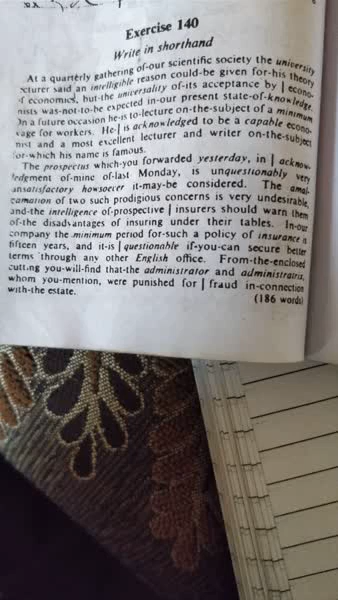 Exercise 140
Write in shorthand
At a quarterly gathering of-our scientific society the university
lecturer said an intelligible reason could-be given for-his theory
of economics, but-the universality of-its acceptance by | econo-
mists was-not-to-be expected in-our present state-of-knowledge.
On a future occasion he-is to-lecture on-the-subject of a minimum
wage for workers. He-| is acknowledged to be a capable econo-
mist and a most excellent lecturer and writer on-the-subject
for-which his name is famous.
The prospectus which-you forwarded yesterday, in | acknow-
ledgment of-mine of-last Monday, is unquestionably very
unsatisfactory howsoever it-may-be considered. The amal-
gamation of two such prodigious concerns is very undesirable,
and-the intelligence of-prospective | insurers should warn them
of-the disadvantages of insuring under their tables. In-our
company the minimum period for-such a policy of insurance is
fifteen years, and-it-is | questionable if-you-can secure better
terms through any other English office. From-the-enclosed
cutting you-will-find that-the administrator and administratrix,
whom you-mention, were punished for | fraud in-connection
with-the estate.
(186 words)